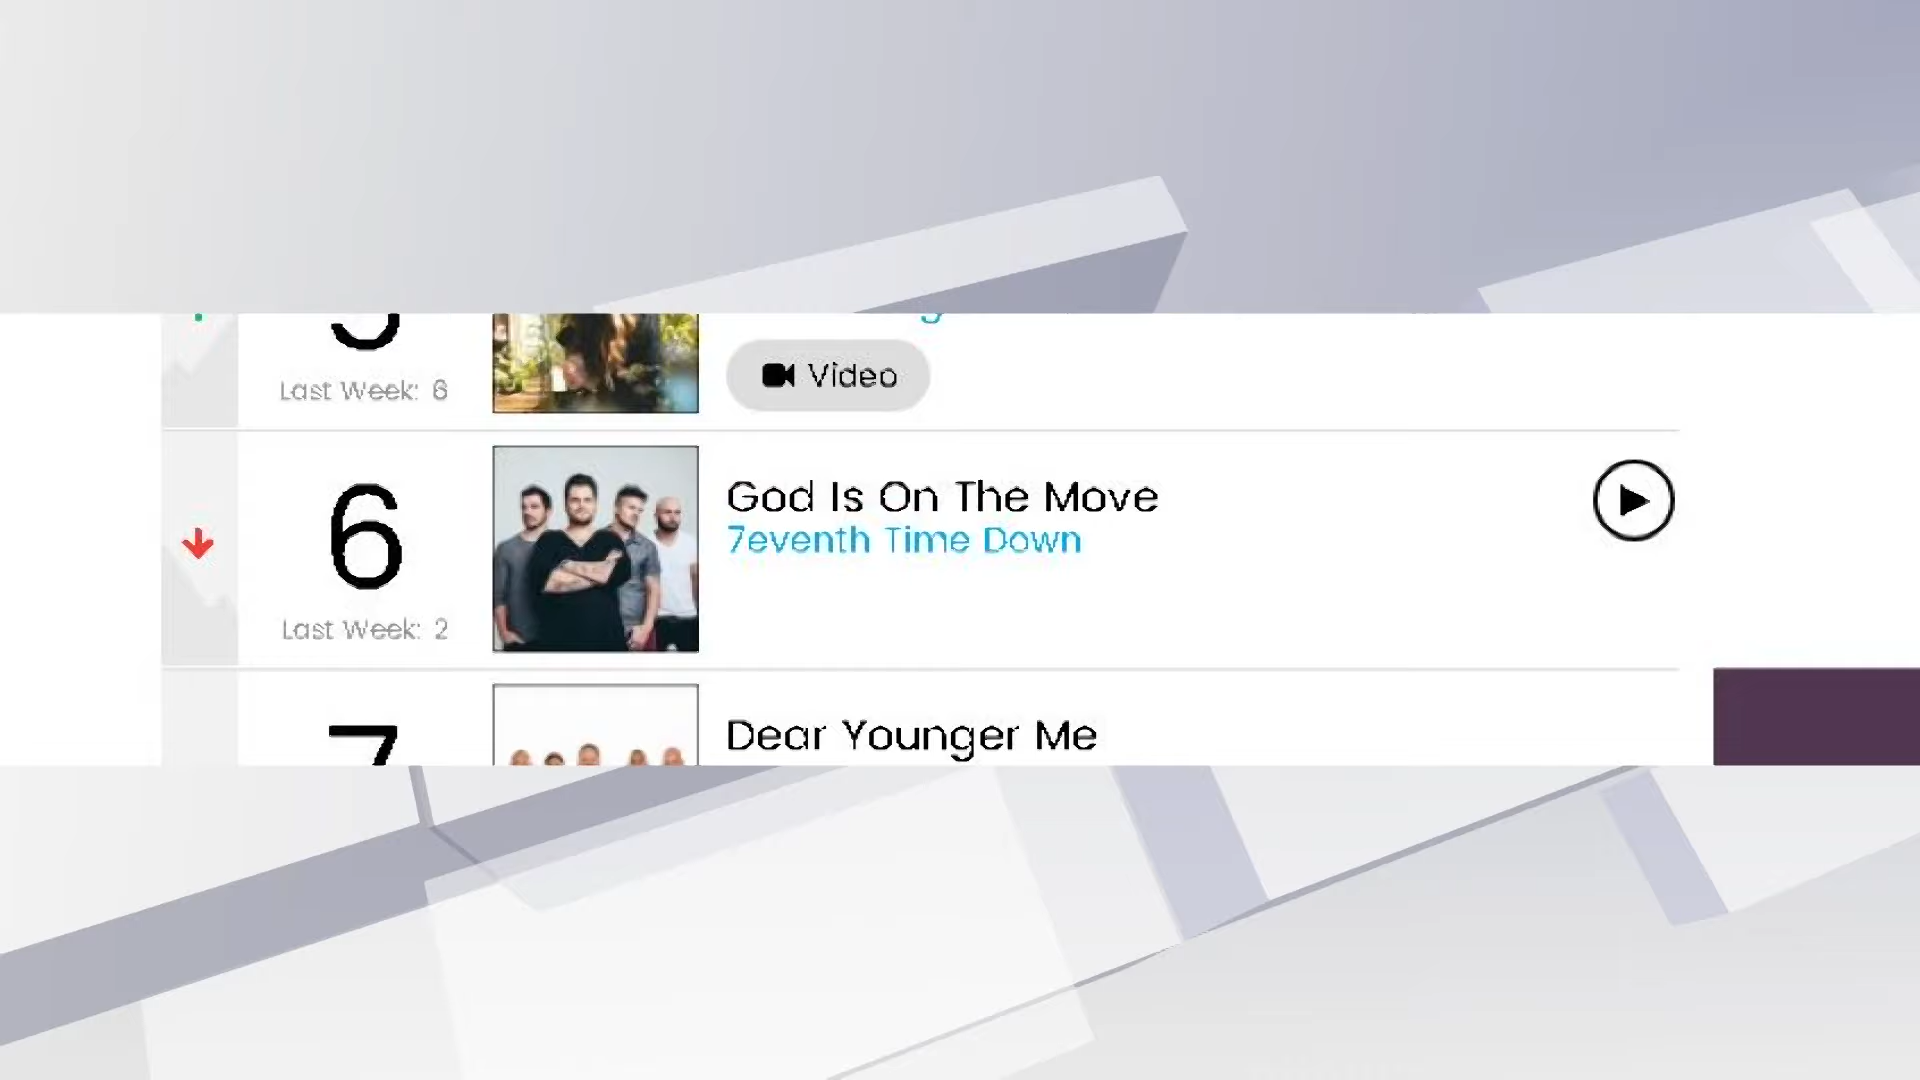 Last Week: 6
Video
6
God Is On The Move
7eventh Time Down
Last Week: 2
7
Dear Younger Me